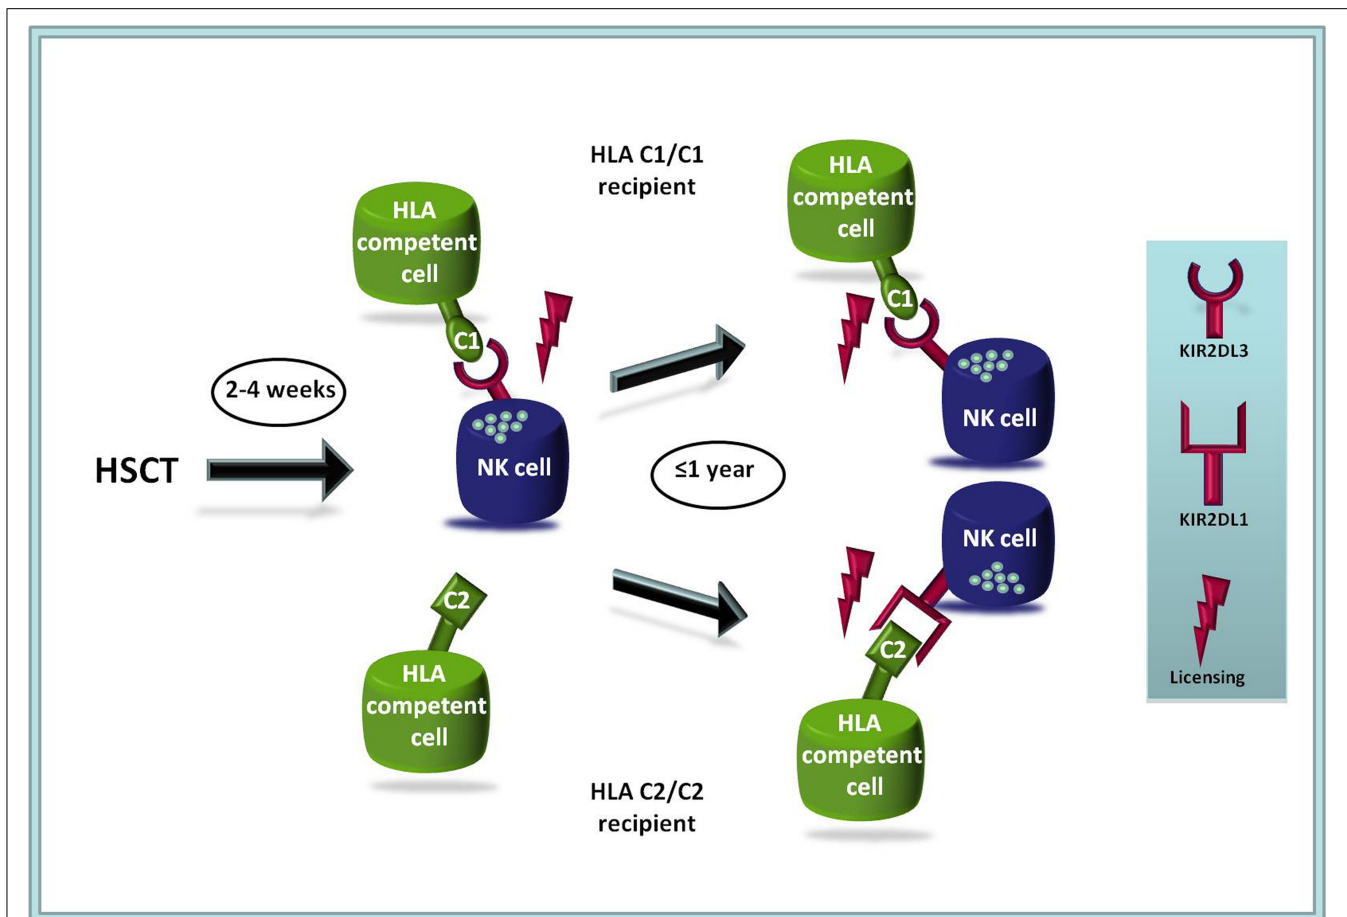 HSCT
2-4 weeks
HLA
competent
cell
C1
NK cell
C2
HLA
competent
cell
HLA C1/C1
recipient
≤1 year
HLA C2/C2
recipient
HLA
competent
cell
C1
NK cell
NK cell
C2
HLA
competent
cell
KIR2DL3
KIR2DL1
Licensing